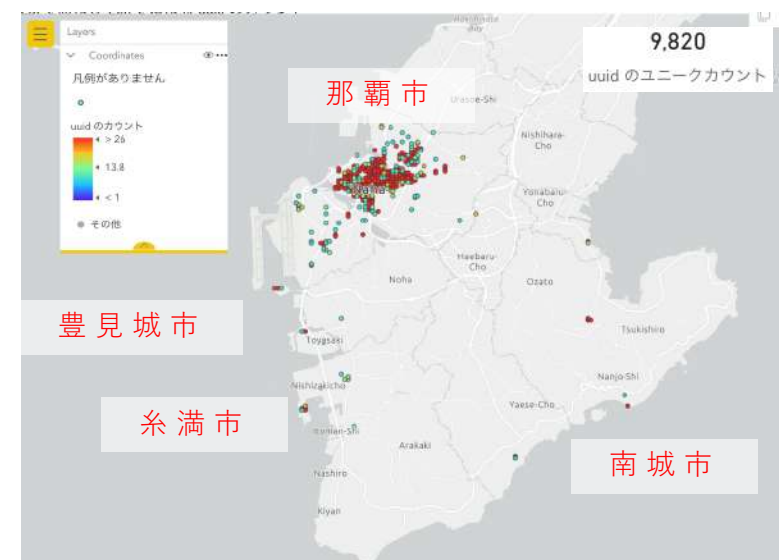 Layers
Coordinates
凡例がありません
uuid のカウント
> 26
13.8
< 1
その他
9,820
uuid のユニークカウント
那覇市
Nishihara-
Cho
Yonabaru-
Cho
Naha
Haebaru-
Cho
Noha
Ozato
豊見城市
Toygsaki
Tsukishiro
Nishizakicho
Nanjo-Shi
Yaese-Cho
糸満市
Itoman-Shi
Arakaki
南城市
Nashiro
Kiyan